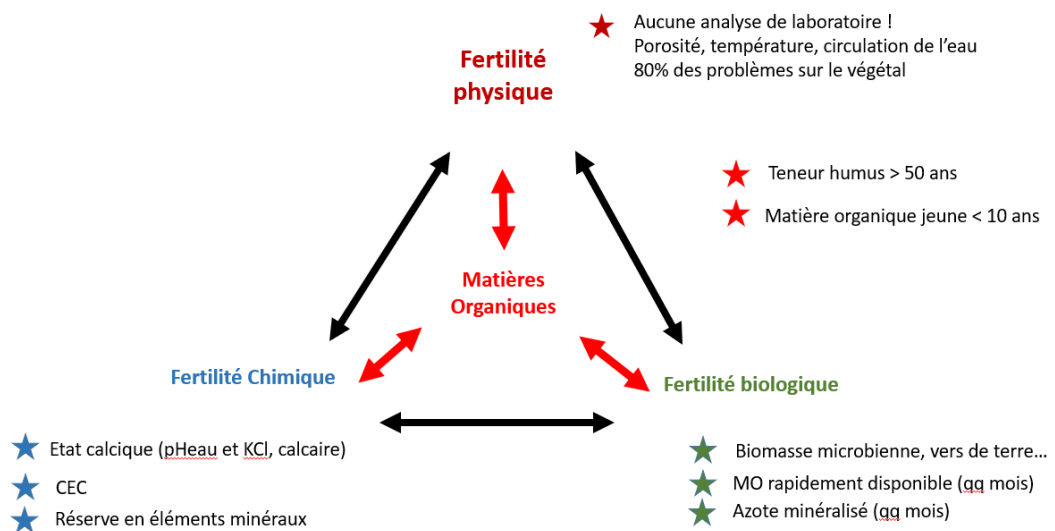 Aucune analyse de laboratoire !
Porosité, température, circulation de l'eau
80% des problèmes sur le végétal
Fertilité
physique
Teneur humus > 50 ans
Matière organique jeune < 10 ans
Matières
Organiques
Fertilité Chimique
Fertilité biologique
Etat calcique (pHeau et KCl, calcaire)
CEC
Réserve en éléments minéraux
Biomasse microbienne, vers de terre…
MO rapidement disponible (qq mois)
Azote minéralisé (qq mois)